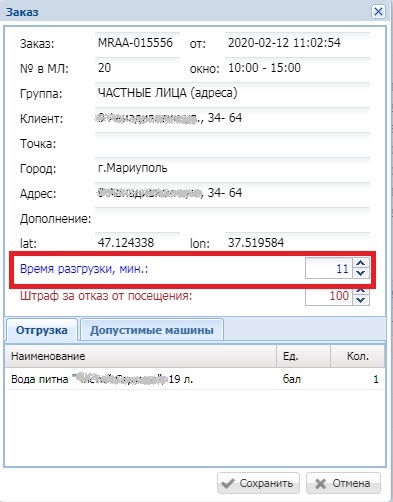 Заказ
Заказ: MRAA-015556 от: 2020-02-12 11:02:54
№ в МЛ: 20 окно: 10:00 - 15:00
Группа: ЧАСТНЫЕ ЛИЦА (адреса)
Клиент: , 34- 64
Точка:
Город: г.Мариуполь
Адрес: , 34- 64
Дополнение:
lat: 47.124338 lon: 37.519584
Время разгрузки, мин.: 11
Штраф за отказ от посещения: 100
Отгрузка Допустимые машины
Наименование Ед. Кол.
Вода питна " 19 л. бал 1
Сохранить Отмена